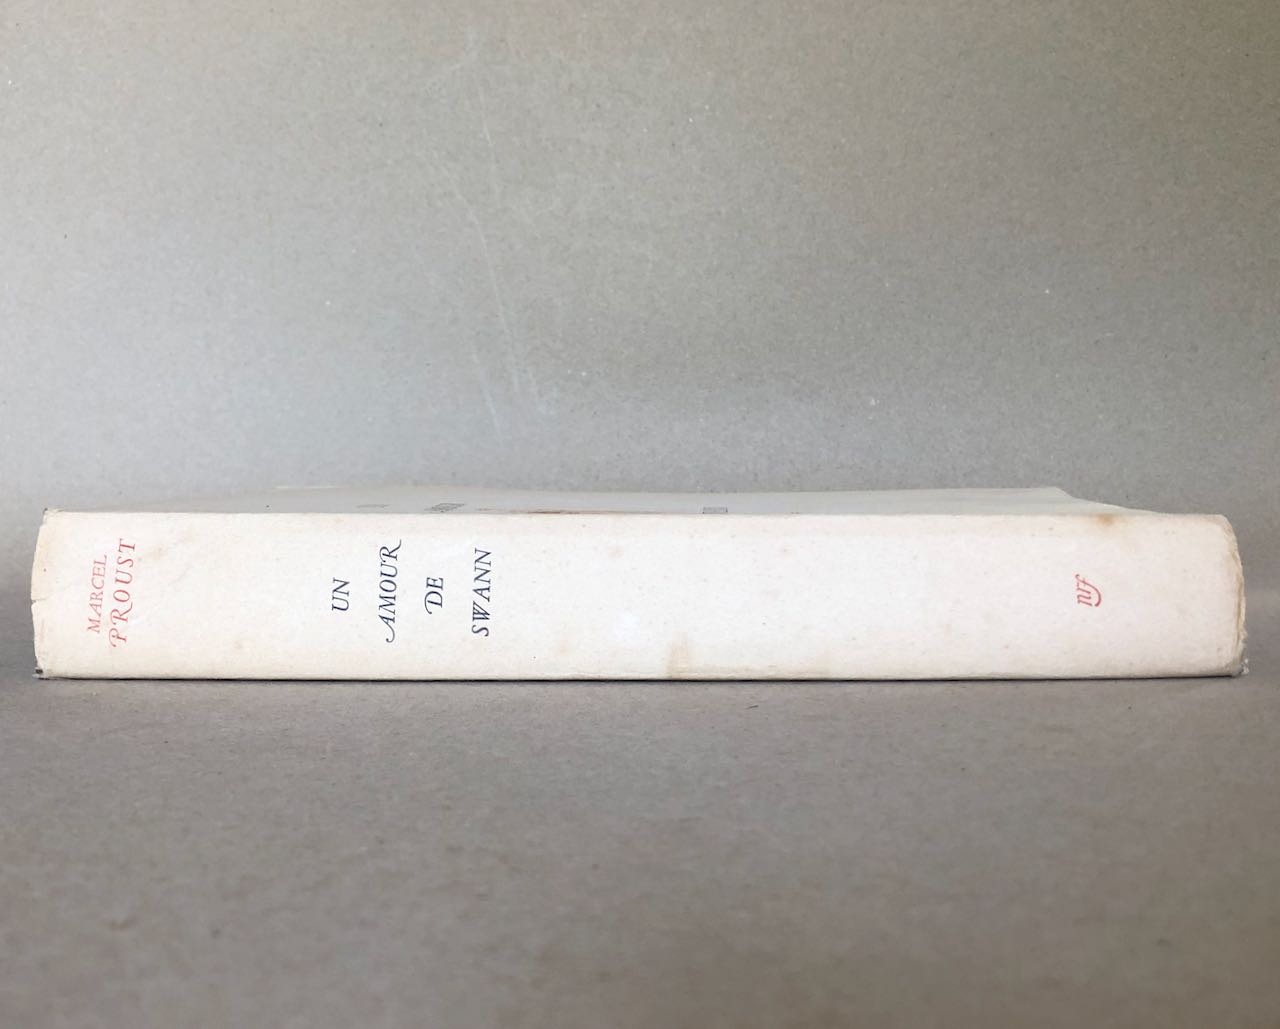 MARCEL
PROUST
UN
AMOUR
DE
SWANN
nrf